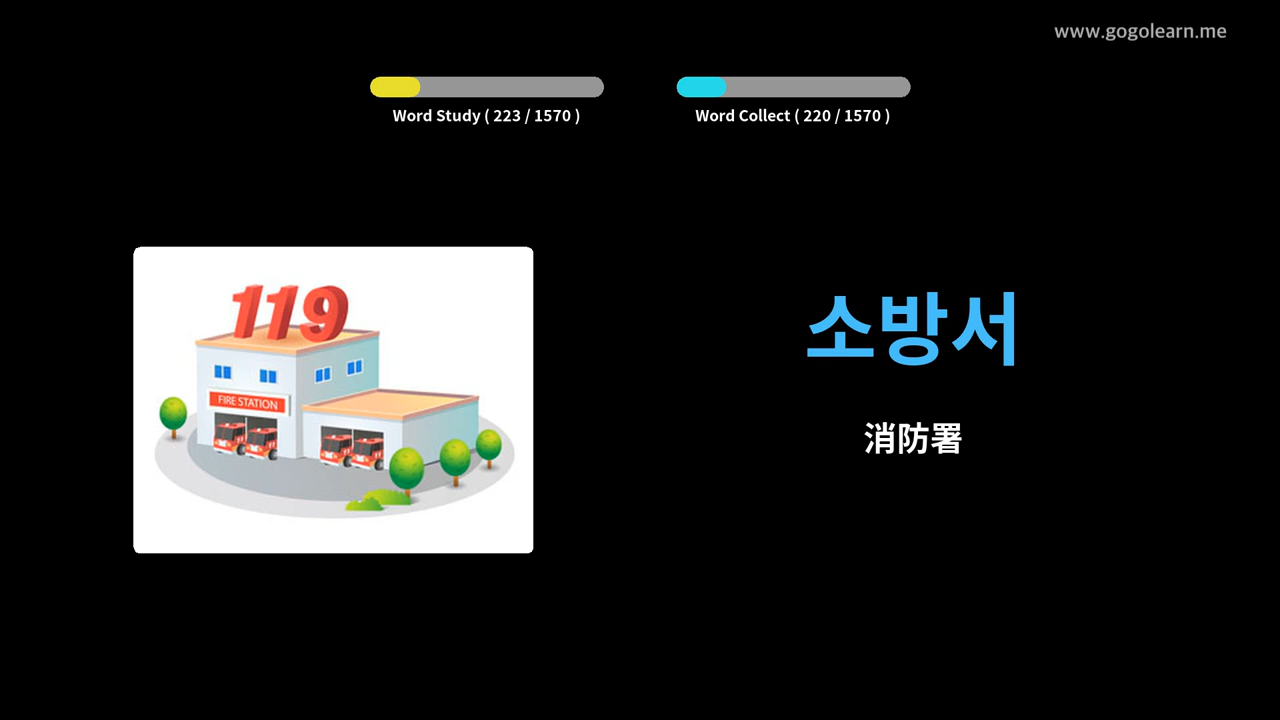 www.gogolearn.me
Word Study ( 223 / 1570 )
Word Collect ( 220 / 1570 )
119
FIRE STATION
소방서
消防署